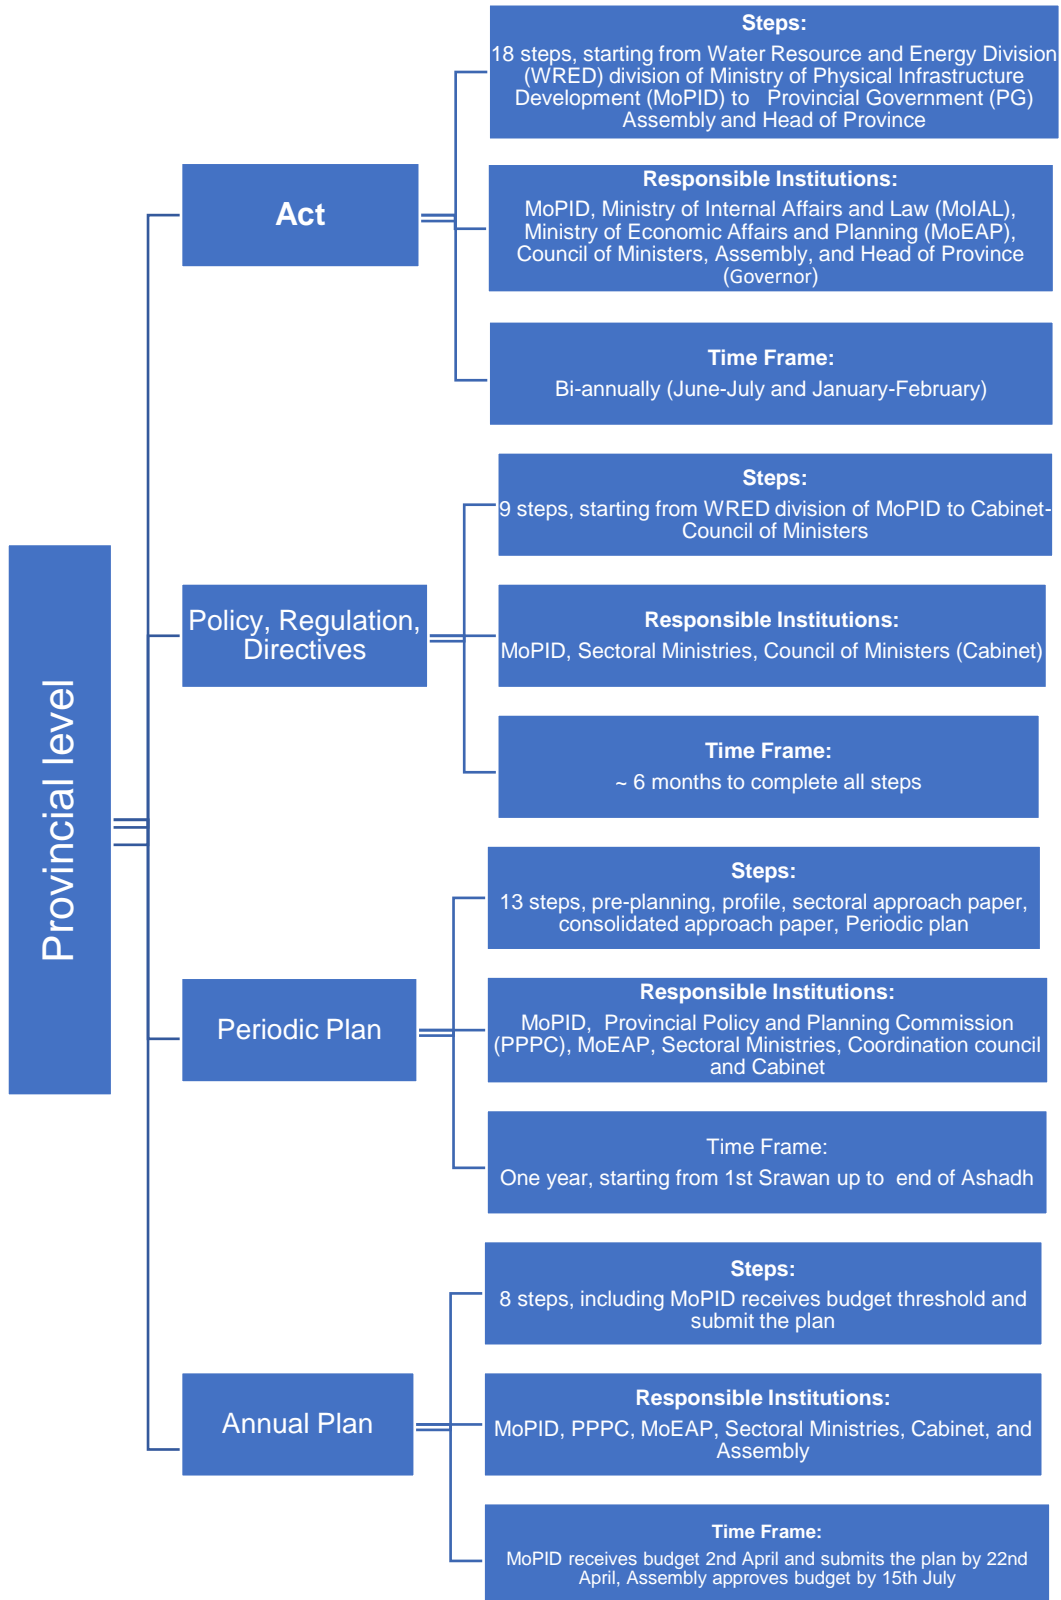 Provincial level
Act
Steps:
18 steps, starting from Water Resource and Energy Division
(WRED) division of Ministry of Physical Infrastructure
Development (MoPID) to Provincial Government (PG)
Assembly and Head of Province
Responsible Institutions:
MoPID, Ministry of Internal Affairs and Law (MoIAL),
Ministry of Economic Affairs and Planning (MoEAP),
Council of Ministers, Assembly, and Head of Province
(Governor)
Time Frame:
Bi-annually (June-July and January-February)
Policy, Regulation,
Directives
Steps:
9 steps, starting from WRED division of MoPID to Cabinet-
Council of Ministers
Responsible Institutions:
MoPID, Sectoral Ministries, Council of Ministers (Cabinet)
Time Frame:
~ 6 months to complete all steps
Periodic Plan
Steps:
13 steps, pre-planning, profile, sectoral approach paper,
consolidated approach paper, Periodic plan
Responsible Institutions:
MoPID, Provincial Policy and Planning Commission
(PPPC), MoEAP, Sectoral Ministries, Coordination council
and Cabinet
Time Frame:
One year, starting from 1st Srawan up to end of Ashadh
Annual Plan
Steps:
8 steps, including MoPID receives budget threshold and
submit the plan
Responsible Institutions:
MoPID, PPPC, MoEAP, Sectoral Ministries, Cabinet, and
Assembly
Time Frame:
MoPID receives budget 2nd April and submits the plan by 22nd
April, Assembly approves budget by 15th July